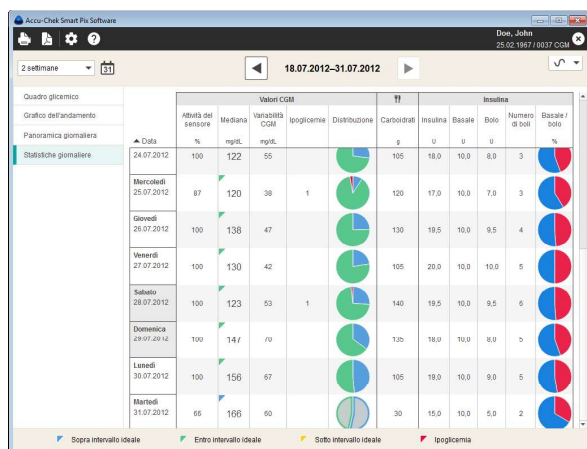 Accu-Chek Smart Pix Software
Doe, John
25.02.1967 / 0037 CGM
2 settimane
31
18.07.2012–31.07.2012
Quadro glicemico
Grafico dell'andamento
Panoramica giornaliera
Statistiche giornaliere
Valori CGM Insulina
Data Attività del sensore Mediana Variabilità CGM Ipoglicemie Distribuzione Carboidrati Insulina Basale Bolo Numero di boli Basale / bolo
% mg/dL mg/dL g U U U %
24.07.2012 100 122 55 105 18,0 10,0 8,0 3
Mercoledì
25.07.2012 87 120 38 1 120 17,0 10,0 7,0 3
Giovedì
26.07.2012 100 138 47 130 19,5 10,0 9,5 4
Venerdì
27.07.2012 100 130 42 105 20,0 10,0 10,0 5
Sabato
28.07.2012 100 123 53 1 140 19,5 10,0 9,5 6
Domenica
29.07.2012 100 147 70 135 18,0 10,0 8,0 5
Lunedì
30.07.2012 100 156 67 105 19,0 10,0 9,0 5
Martedì
31.07.2012 66 166 60 30 15,0 10,0 5,0 2
Sopra intervallo ideale Entro intervallo ideale Sotto intervallo ideale Ipoglicemia